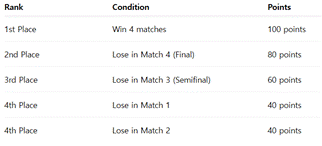 Rank Condition Points
1st Place Win 4 matches 100 points
2nd Place Lose in Match 4 (Final) 80 points
3rd Place Lose in Match 3 (Semifinal) 60 points
4th Place Lose in Match 1 40 points
4th Place Lose in Match 2 40 points